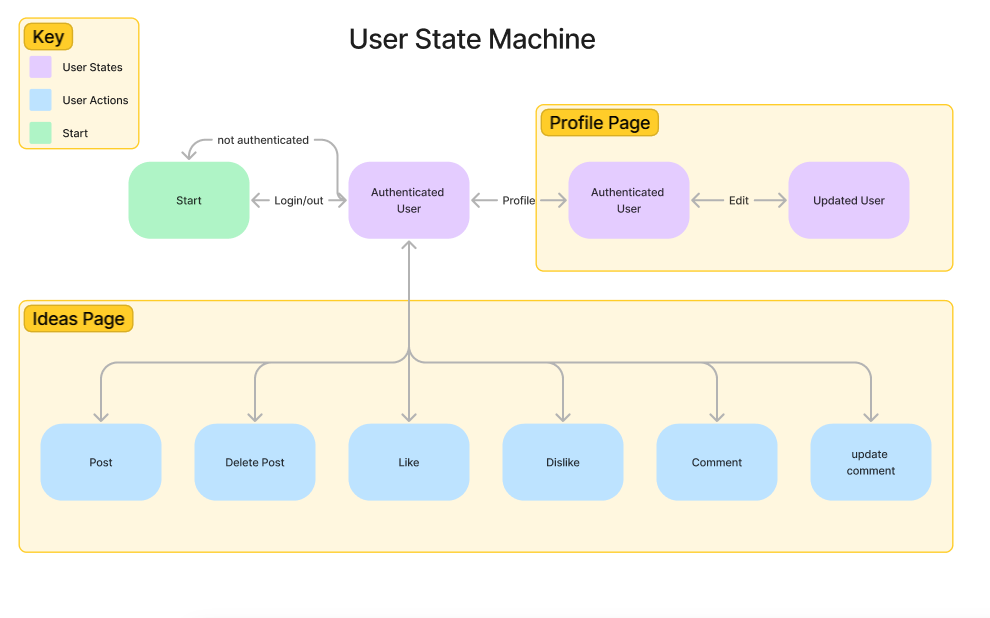 User State Machine
Key
User States
User Actions
Start
not authenticated
Profile Page
Start
Login/out
Authenticated
User
Profile
Authenticated
User
Edit
Updated User
Ideas Page
Post
Delete Post
Like
Dislike
Comment
update
comment